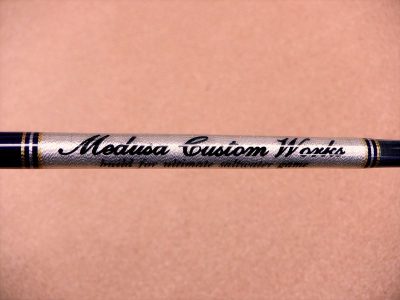 Medusa Custom Works
build for ultimate saltwater game